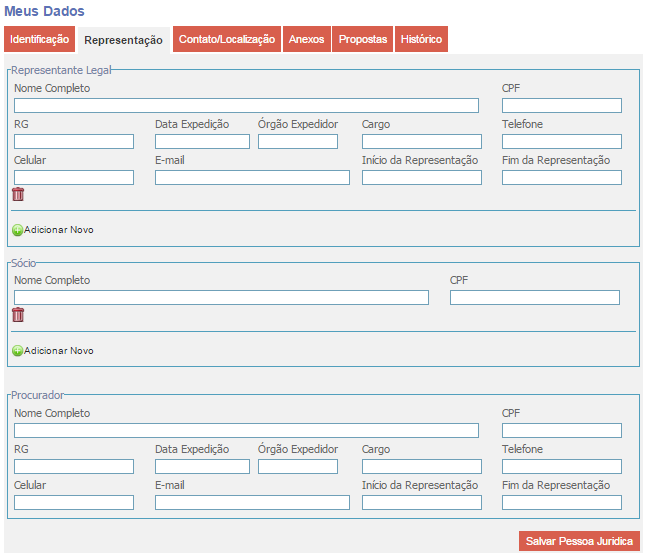 Meus Dados
Identificação Representação Contato/Localização Anexos Propostas Histórico
Representante Legal
Nome Completo CPF
RG Data Expedição Órgão Expedidor Cargo Telefone
Celular E-mail Início da Representação Fim da Representação
Adicionar Novo
Sócio
Nome Completo CPF
Adicionar Novo
Procurador
Nome Completo CPF
RG Data Expedição Órgão Expedidor Cargo Telefone
Celular E-mail Início da Representação Fim da Representação
Salvar Pessoa Jurídica